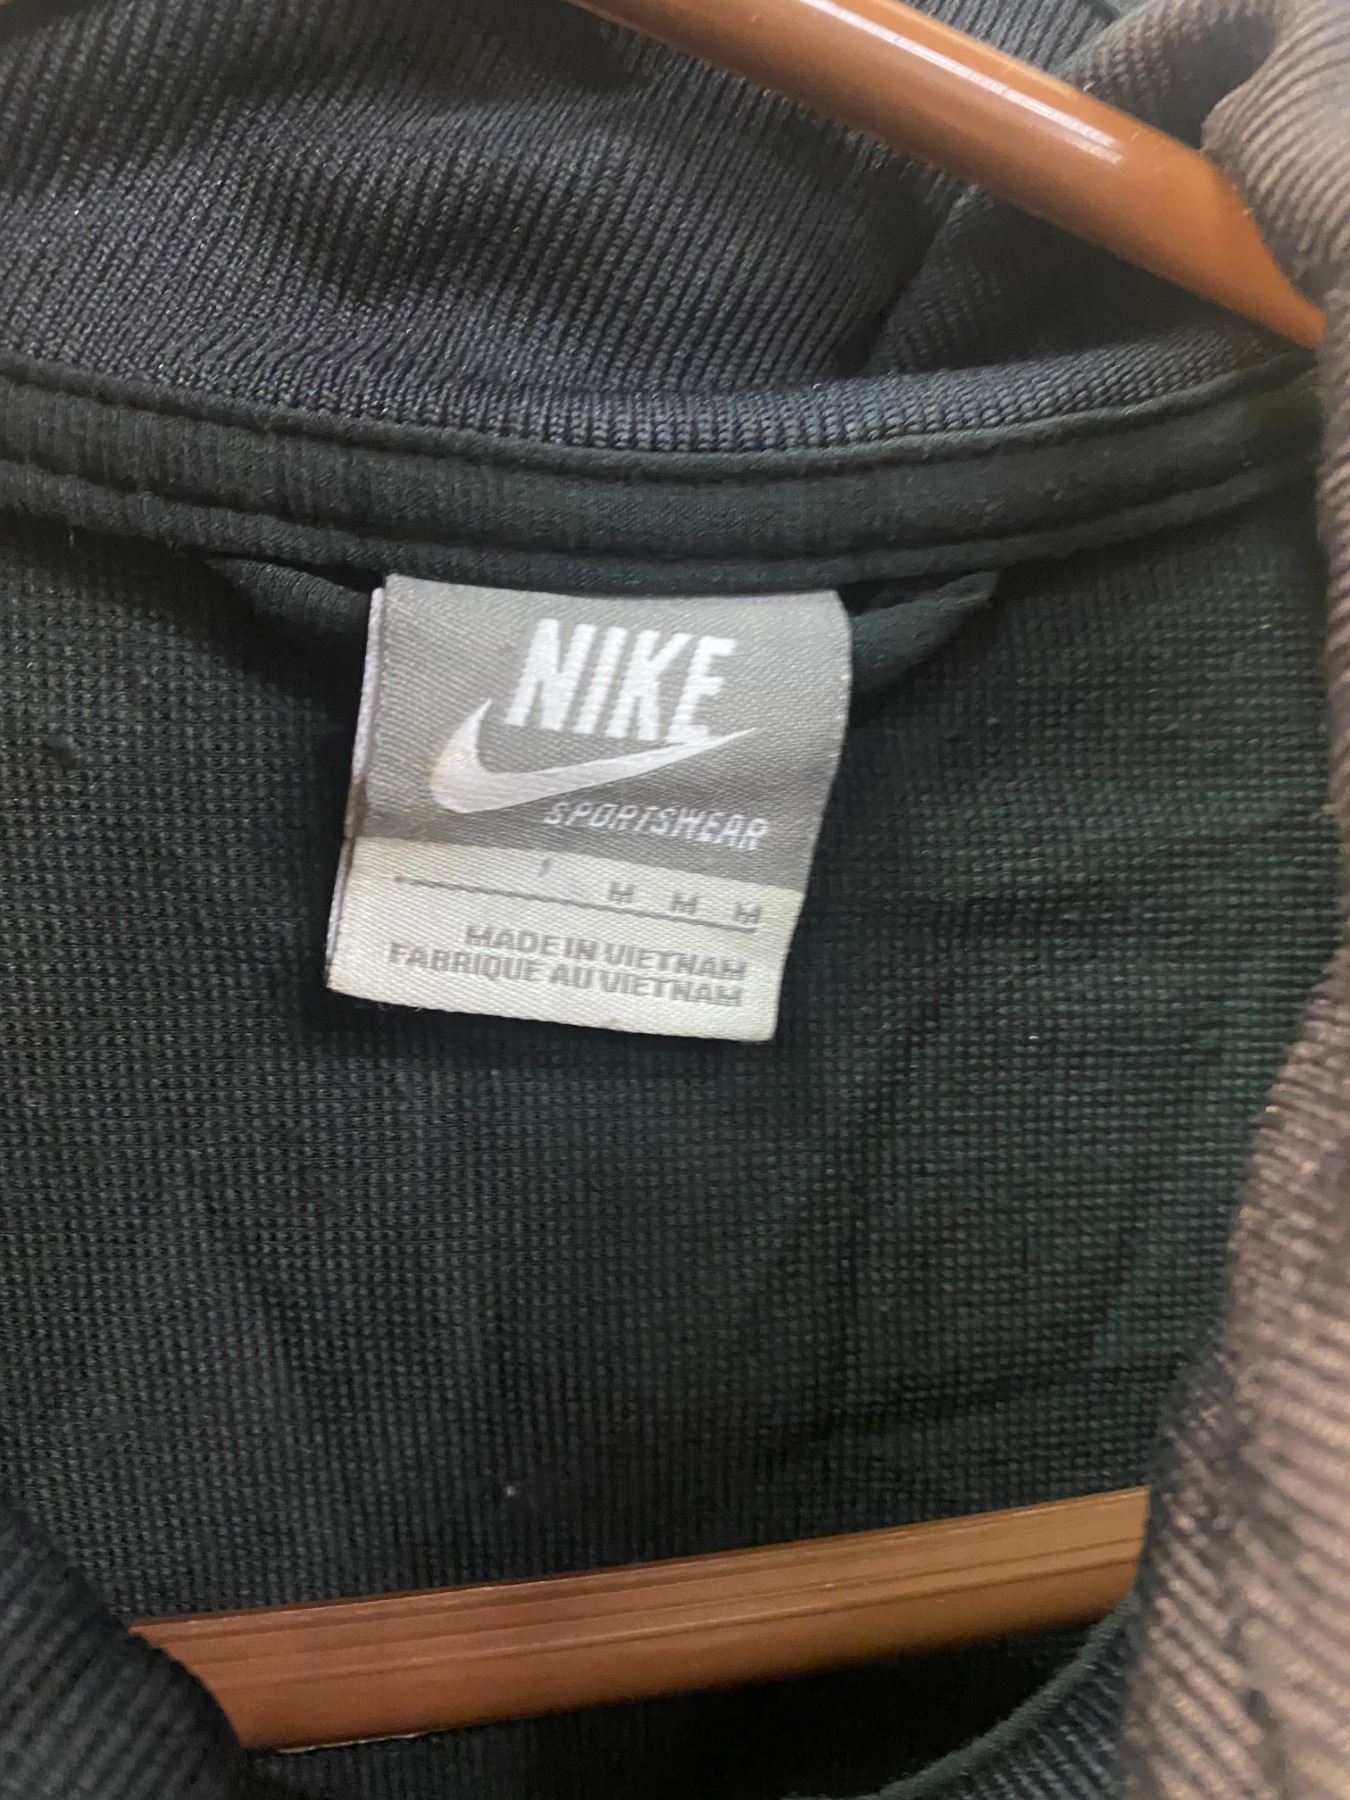 NIKE
SPORTSWEAR
M M M
MADE IN VIETNAM
FABRIQUE AU VIETNAM